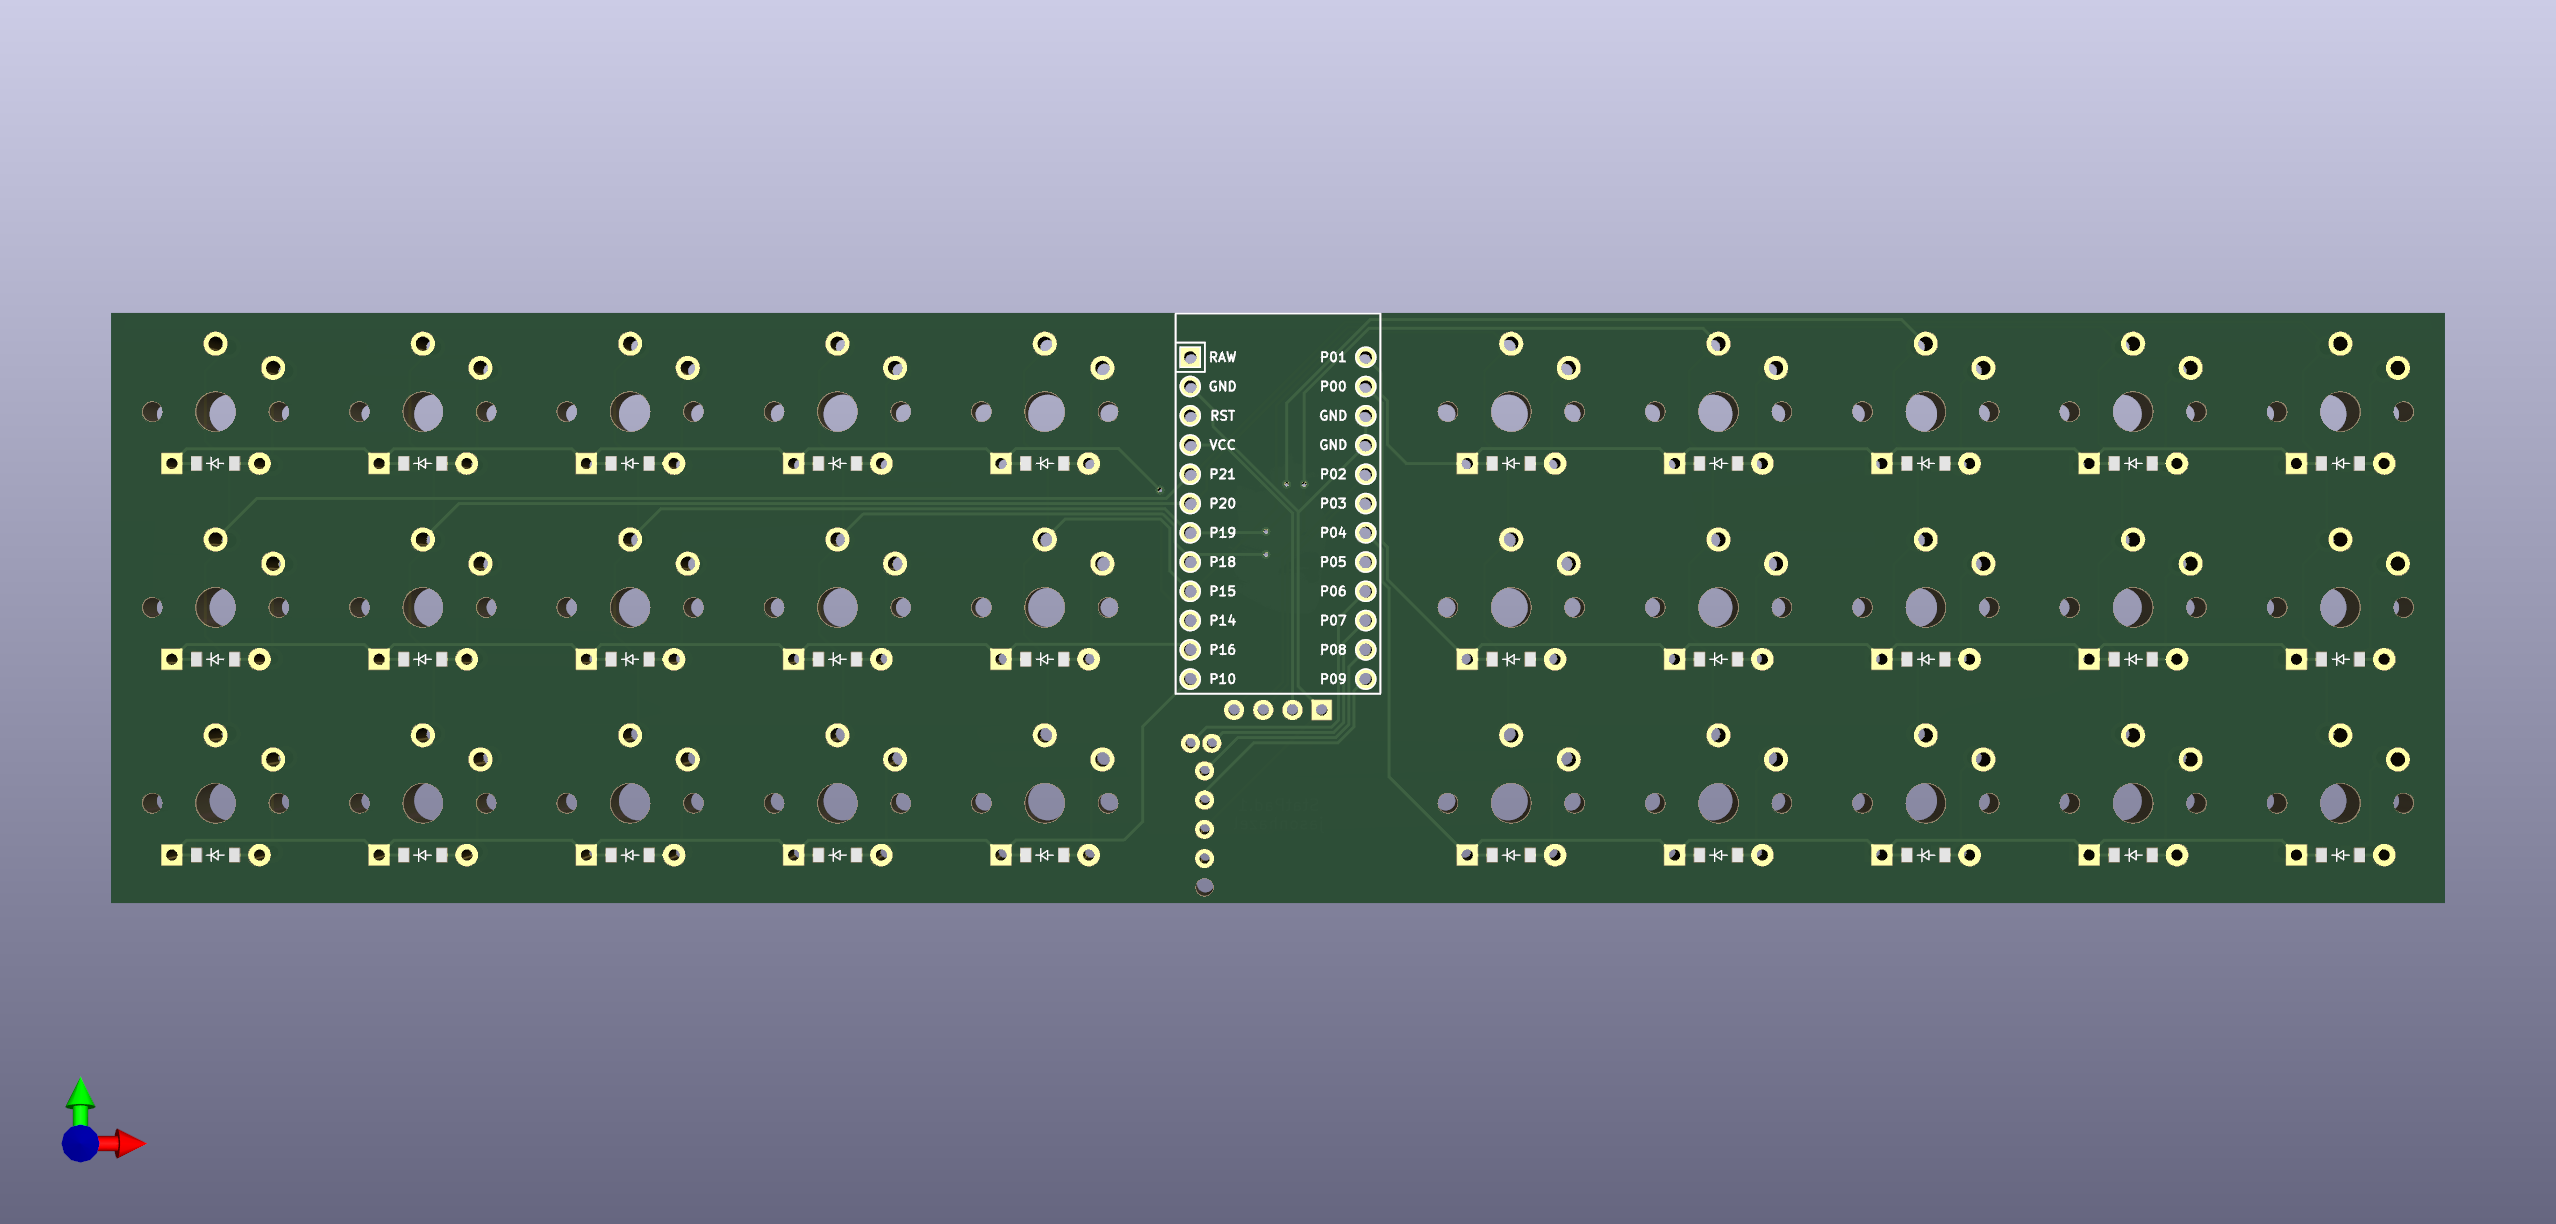 RAW P01
GND P00
RST GND
VCC GND
P21 P02
P20 P03
P19 P04
P18 P05
P15 P06
P14 P07
P16 P08
P10 P09